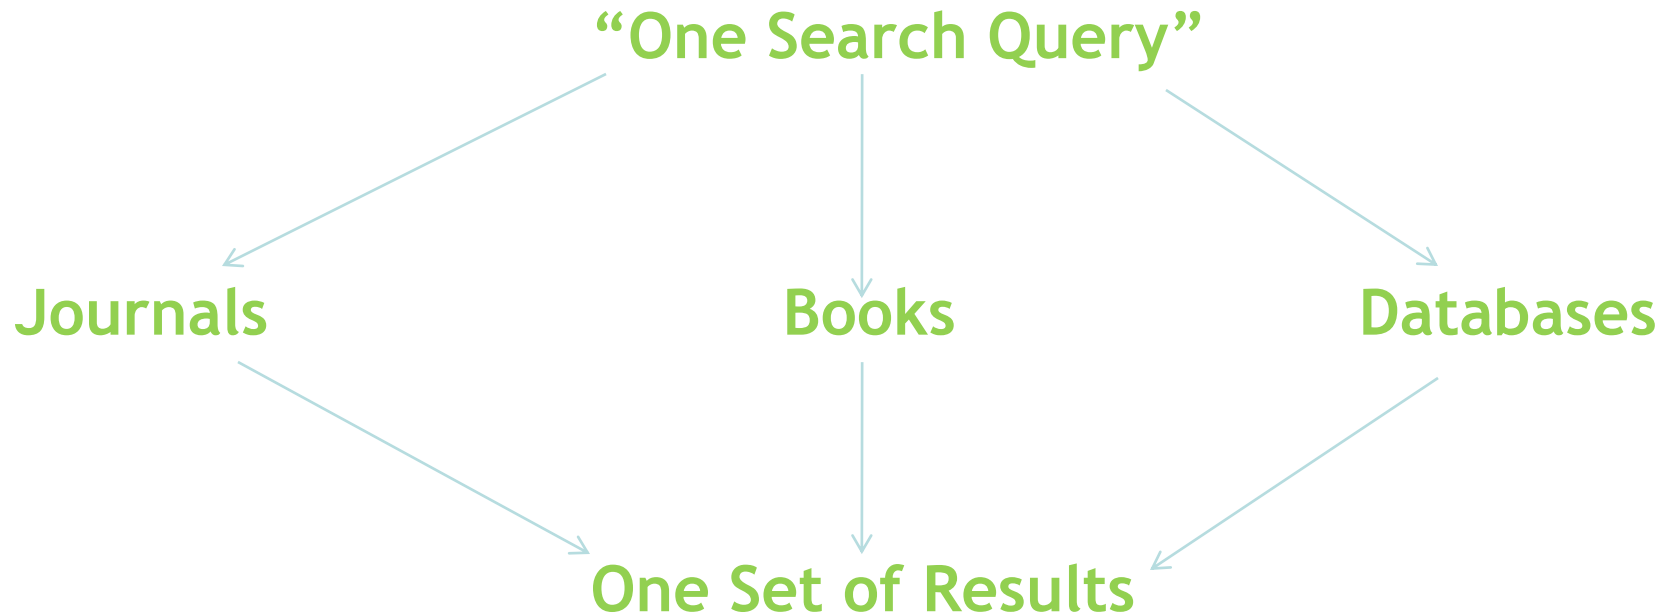 “One Search Query”
Journals
Books
Databases
One Set of Results